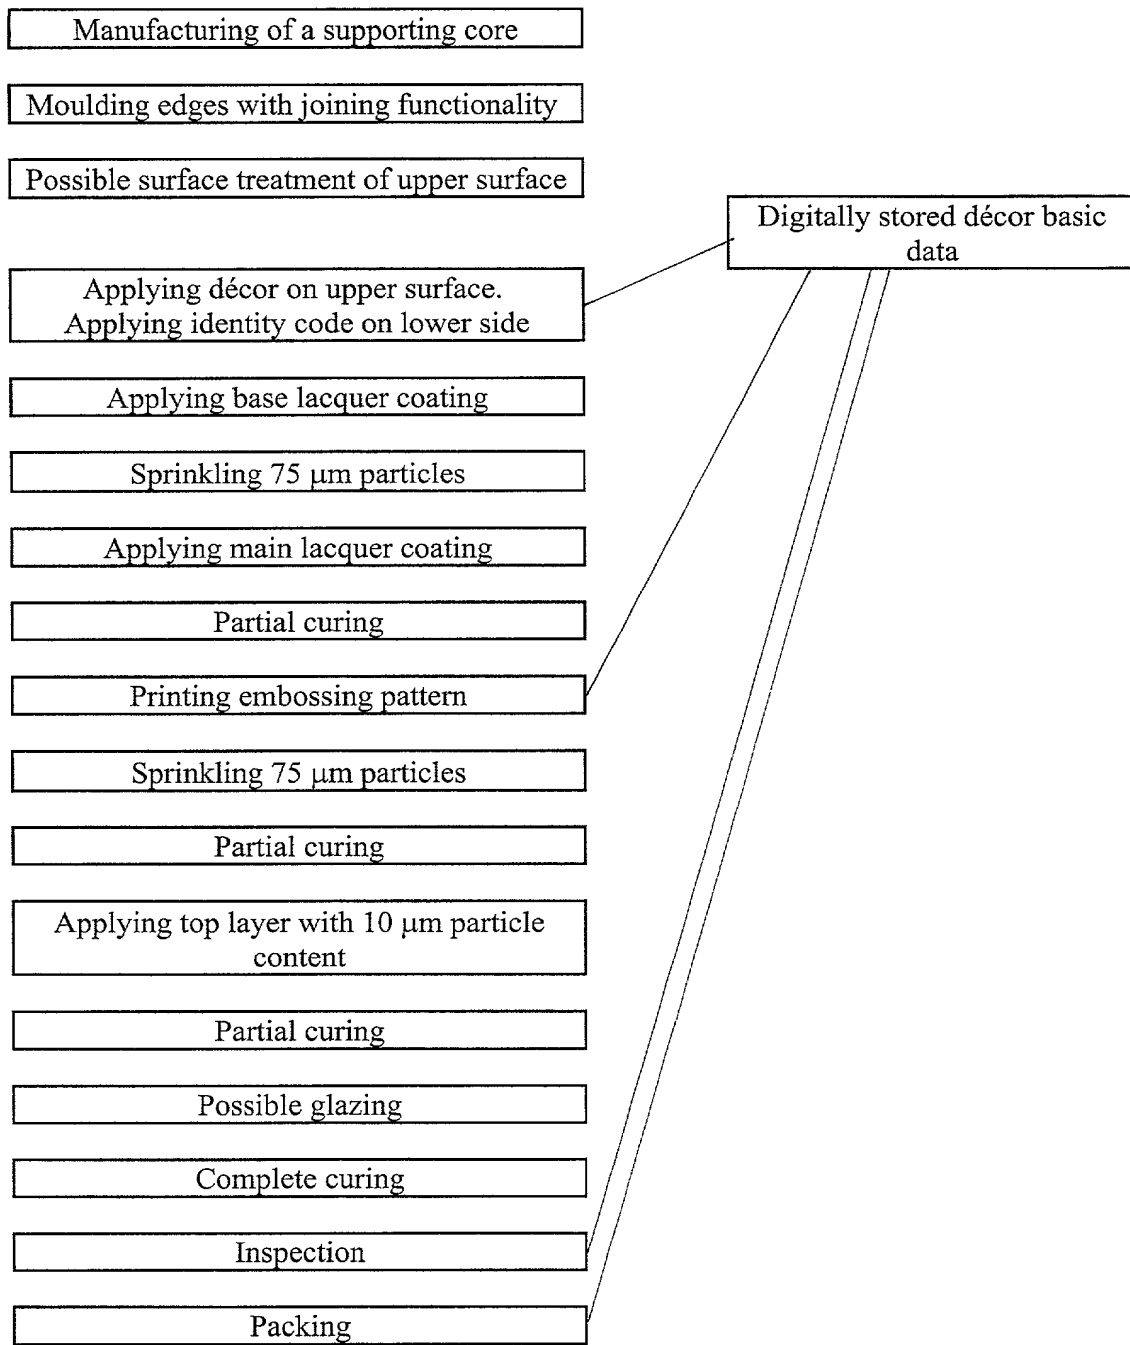 Manufacturing of a supporting core
Moulding edges with joining functionality
Possible surface treatment of upper surface
Digitally stored décor basic
data
Applying décor on upper surface.
Applying identity code on lower side
Applying base lacquer coating
Sprinkling 75 μm particles
Applying main lacquer coating
Partial curing
Printing embossing pattern
Sprinkling 75 μm particles
Partial curing
Applying top layer with 10 μm particle
content
Partial curing
Possible glazing
Complete curing
Inspection
Packing